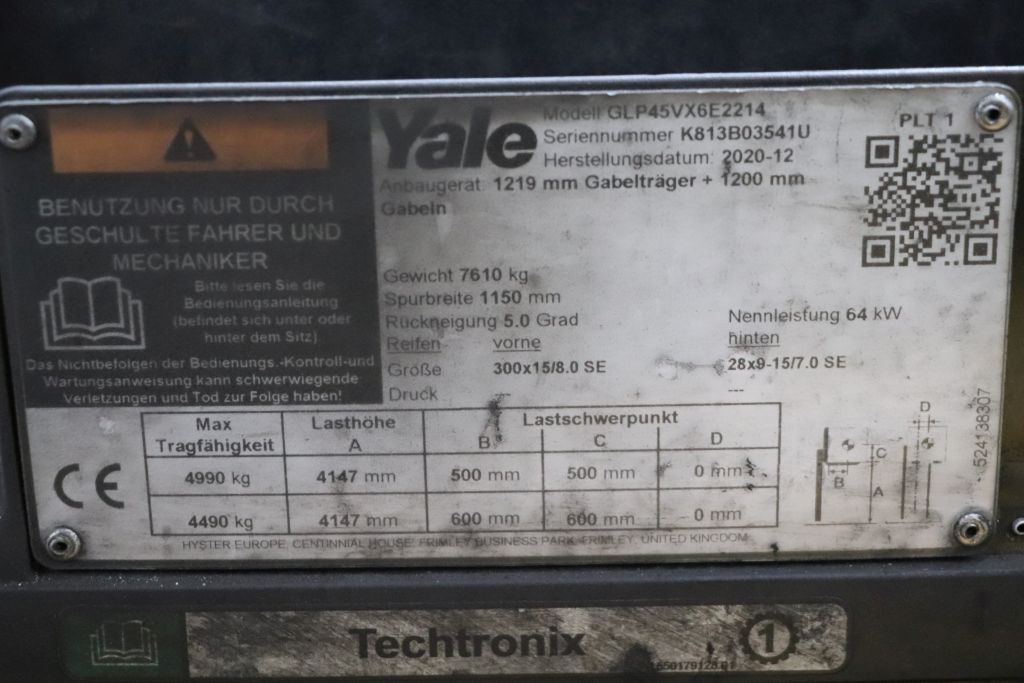 BENUTZUNG NUR DURCH
GESCHULTE FAHRER UND
MECHANIKER
Bitte lesen Sie die
Bedienungsanleitung
(befindet sich unter oder
hinter dem Sitz)
Das Nichtbefolgen der Bedienungs.-Kontroll-und
Wartungsanweisung kann schwerwiegende
Verletzungen und Tod zur Folge haben!
Yale
Modell GLP45VX6E2214
Seriennummer K813B03541U
Herstellungsdatum: 2020-12
Anbaugerät: 1219 mm Gabelträger + 1200 mm
Gabeln
PLT 1
Gewicht 7610 kg
Spurbreite 1150 mm
Rückneigung 5.0 Grad
Nennleistung 64 kW
Reifen vorne hinten
Größe 300x15/8.0 SE 28x9-15/7.0 SE
Druck --- ---
Max Tragfähigkeit Lasthöhe A Lastschwerpunkt B C D
4990 kg 4147 mm 500 mm 500 mm 0 mm
4490 kg 4147 mm 600 mm 600 mm 0 mm
CE
D
C
B
A
524138307
HYSTER EUROPE, CENTINNIAL HOUSE, FRIMLEY BUSINESS PARK, FRIMLEY, UNITED KINGDOM
Techtronix
1